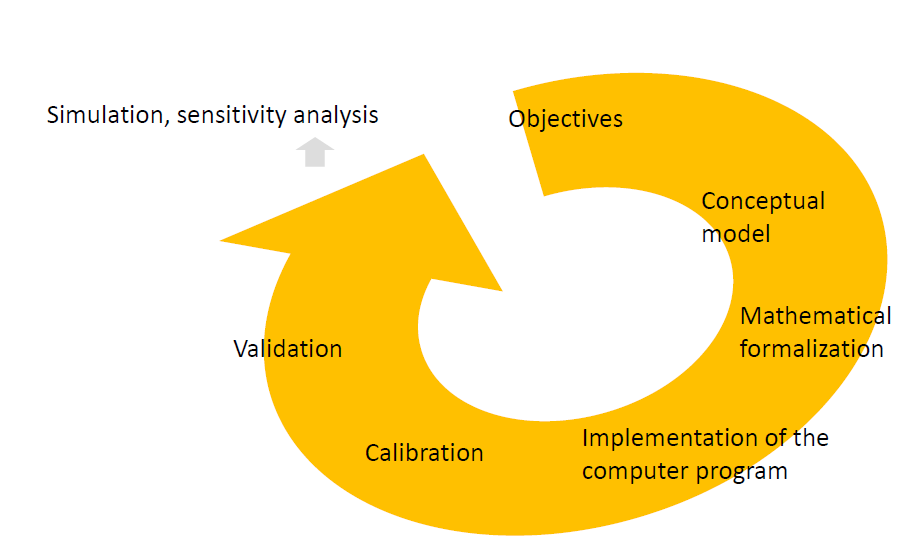 Simulation, sensitivity analysis
Objectives
Conceptual
model
Mathematical
formalization
Implementation of the
computer program
Calibration
Validation